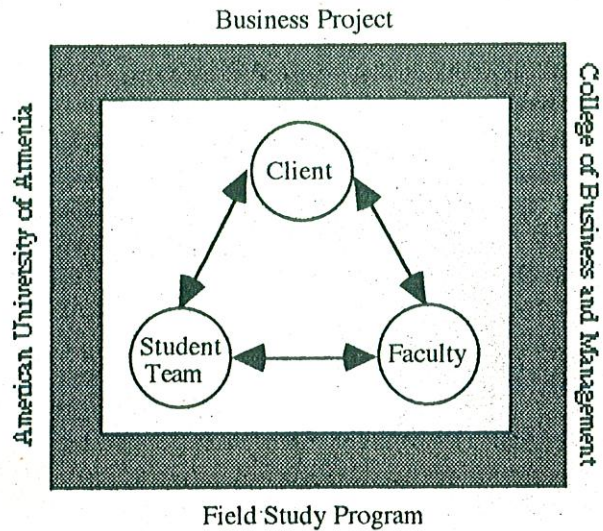 Business Project
American University of Armenia
College of Business and Management
Client
Student
Team
Faculty
Field Study Program